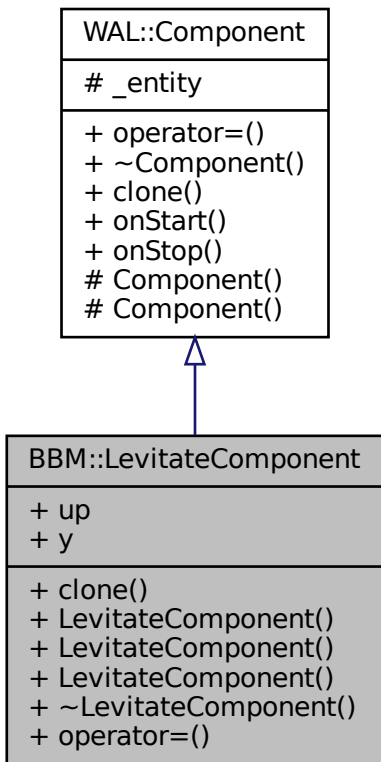 WAL::Component
# _entity
+ operator=()
+ ~Component()
+ clone()
+ onStart()
+ onStop()
# Component()
# Component()
BBM::LevitateComponent
+ up
+ y
+ clone()
+ LevitateComponent()
+ LevitateComponent()
+ LevitateComponent()
+ ~LevitateComponent()
+ operator=()